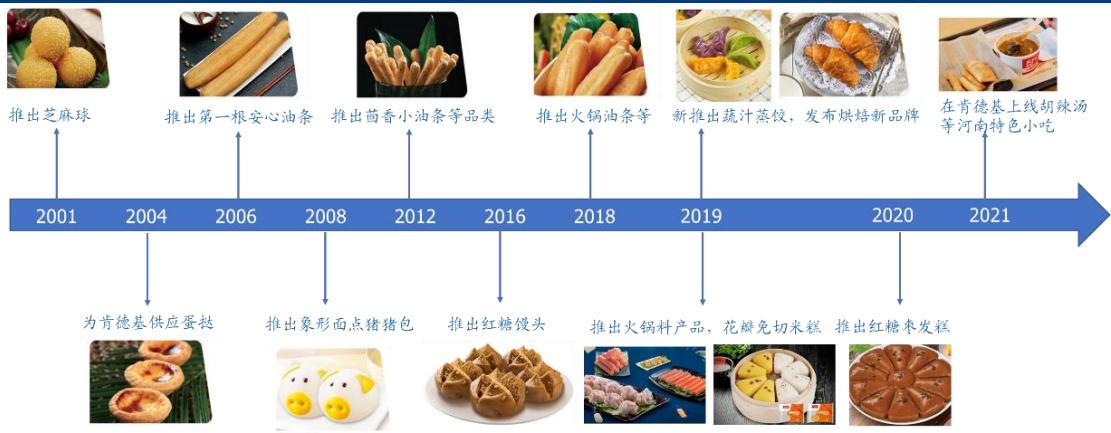 推出芝麻球
推出第一根安心油条
推出茴香小油条等品类
推出火锅油条等
新推出蔬汁蒸饺，发布烘焙新品牌
在肯德基上线胡辣汤
等河南特色小吃
2001
2004
2006
2008
2012
2016
2018
2019
2020
2021
为肯德基供应蛋挞
推出象形面点猪猪包
推出红糖馒头
推出火锅料产品，花瓣免切米糕
推出红糖枣发糕